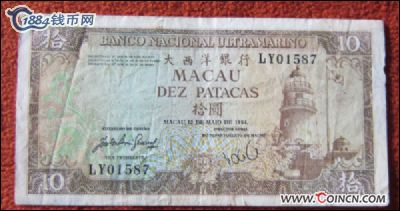 1884钱币网
拾 BANCO NACIONAL ULTRAMARINO 10
大西洋銀行 LY01587
MACAU
DEZ PATACAS
拾圓
MACAU 12 DE MAIO DE 1984
LY01587
10 拾
www.COINCN.com